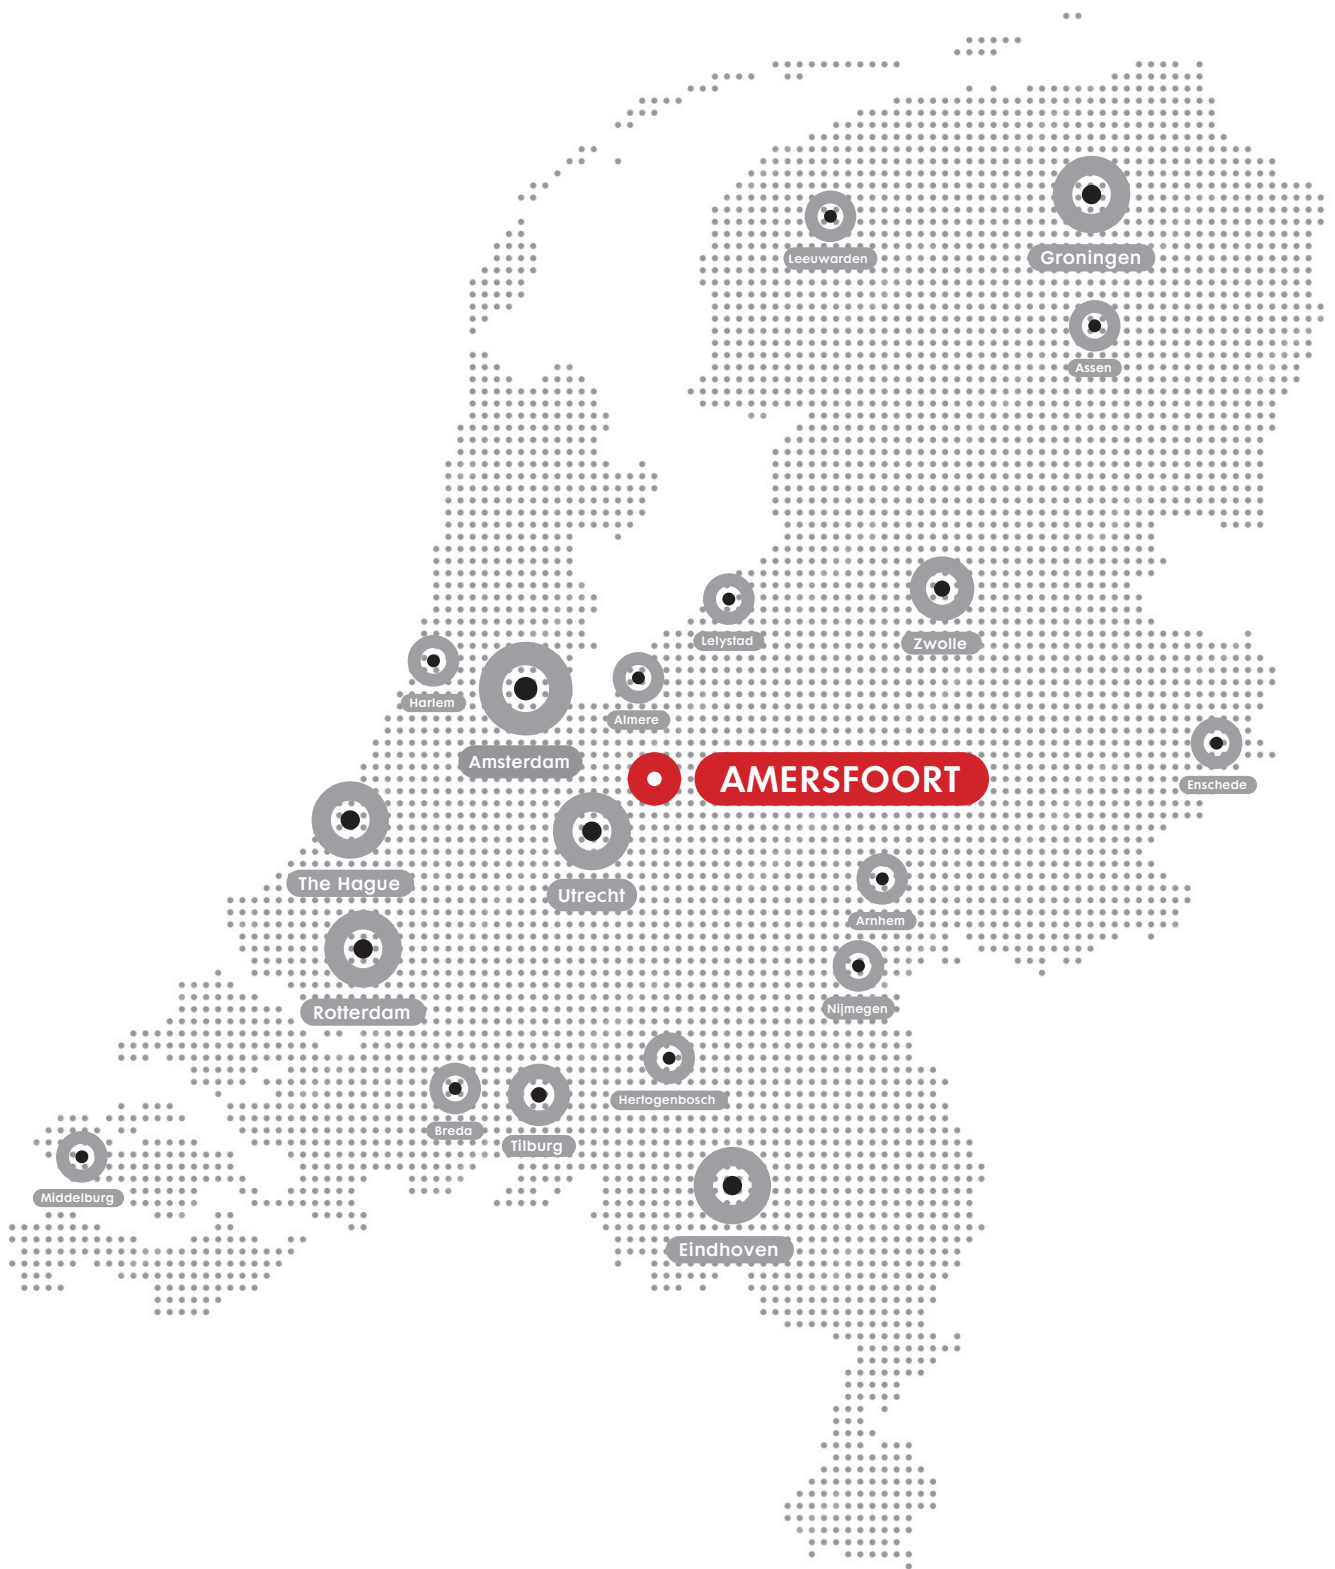 Groningen
Leeuwarden
Assen
Lelystad
Zwolle
Harlem
Almere
Amsterdam
AMERSFOORT
Enschede
The Hague
Utrecht
Arnhem
Rotterdam
Nijmegen
Hertogenbosch
Breda
Tilburg
Middelburg
Eindhoven